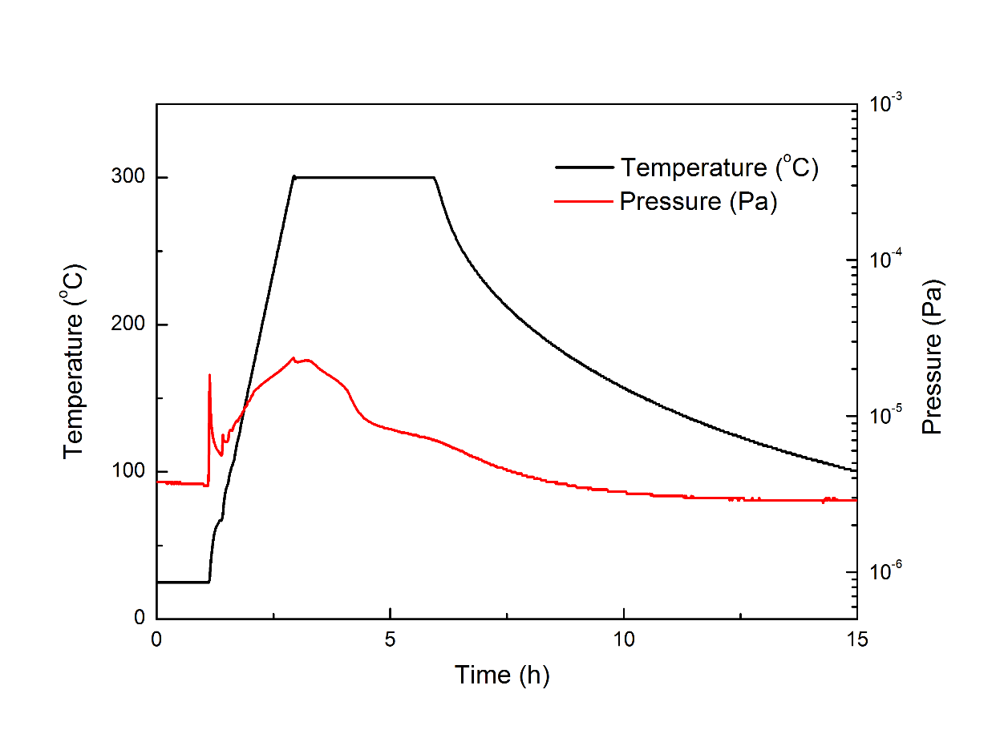 Temperature (°C)
Pressure (Pa)
Temperature (°C)
300
200
100
0
10⁻³
10⁻⁴
10⁻⁵
10⁻⁶
Pressure (Pa)
0 5 10 15
Time (h)